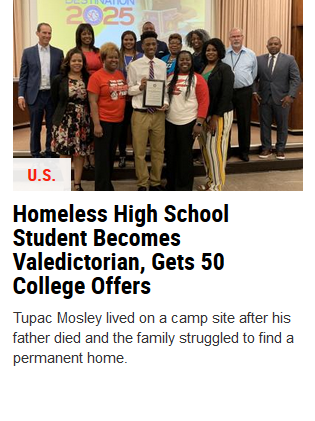 DESTINATION
2025
U.S.
Homeless High School
Student Becomes
Valedictorian, Gets 50
College Offers
Tupac Mosley lived on a camp site after his
father died and the family struggled to find a
permanent home.